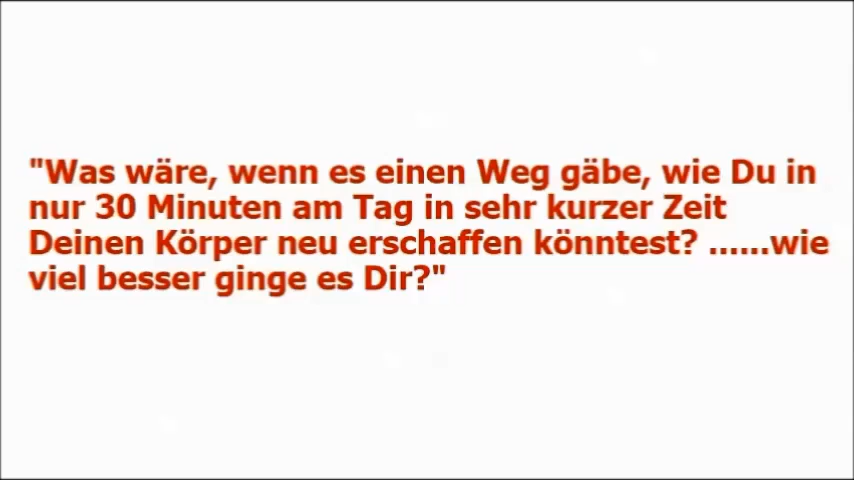 "Was wäre, wenn es einen Weg gäbe, wie Du in
nur 30 Minuten am Tag in sehr kurzer Zeit
Deinen Körper neu erschaffen könntest? ......wie
viel besser ginge es Dir?"